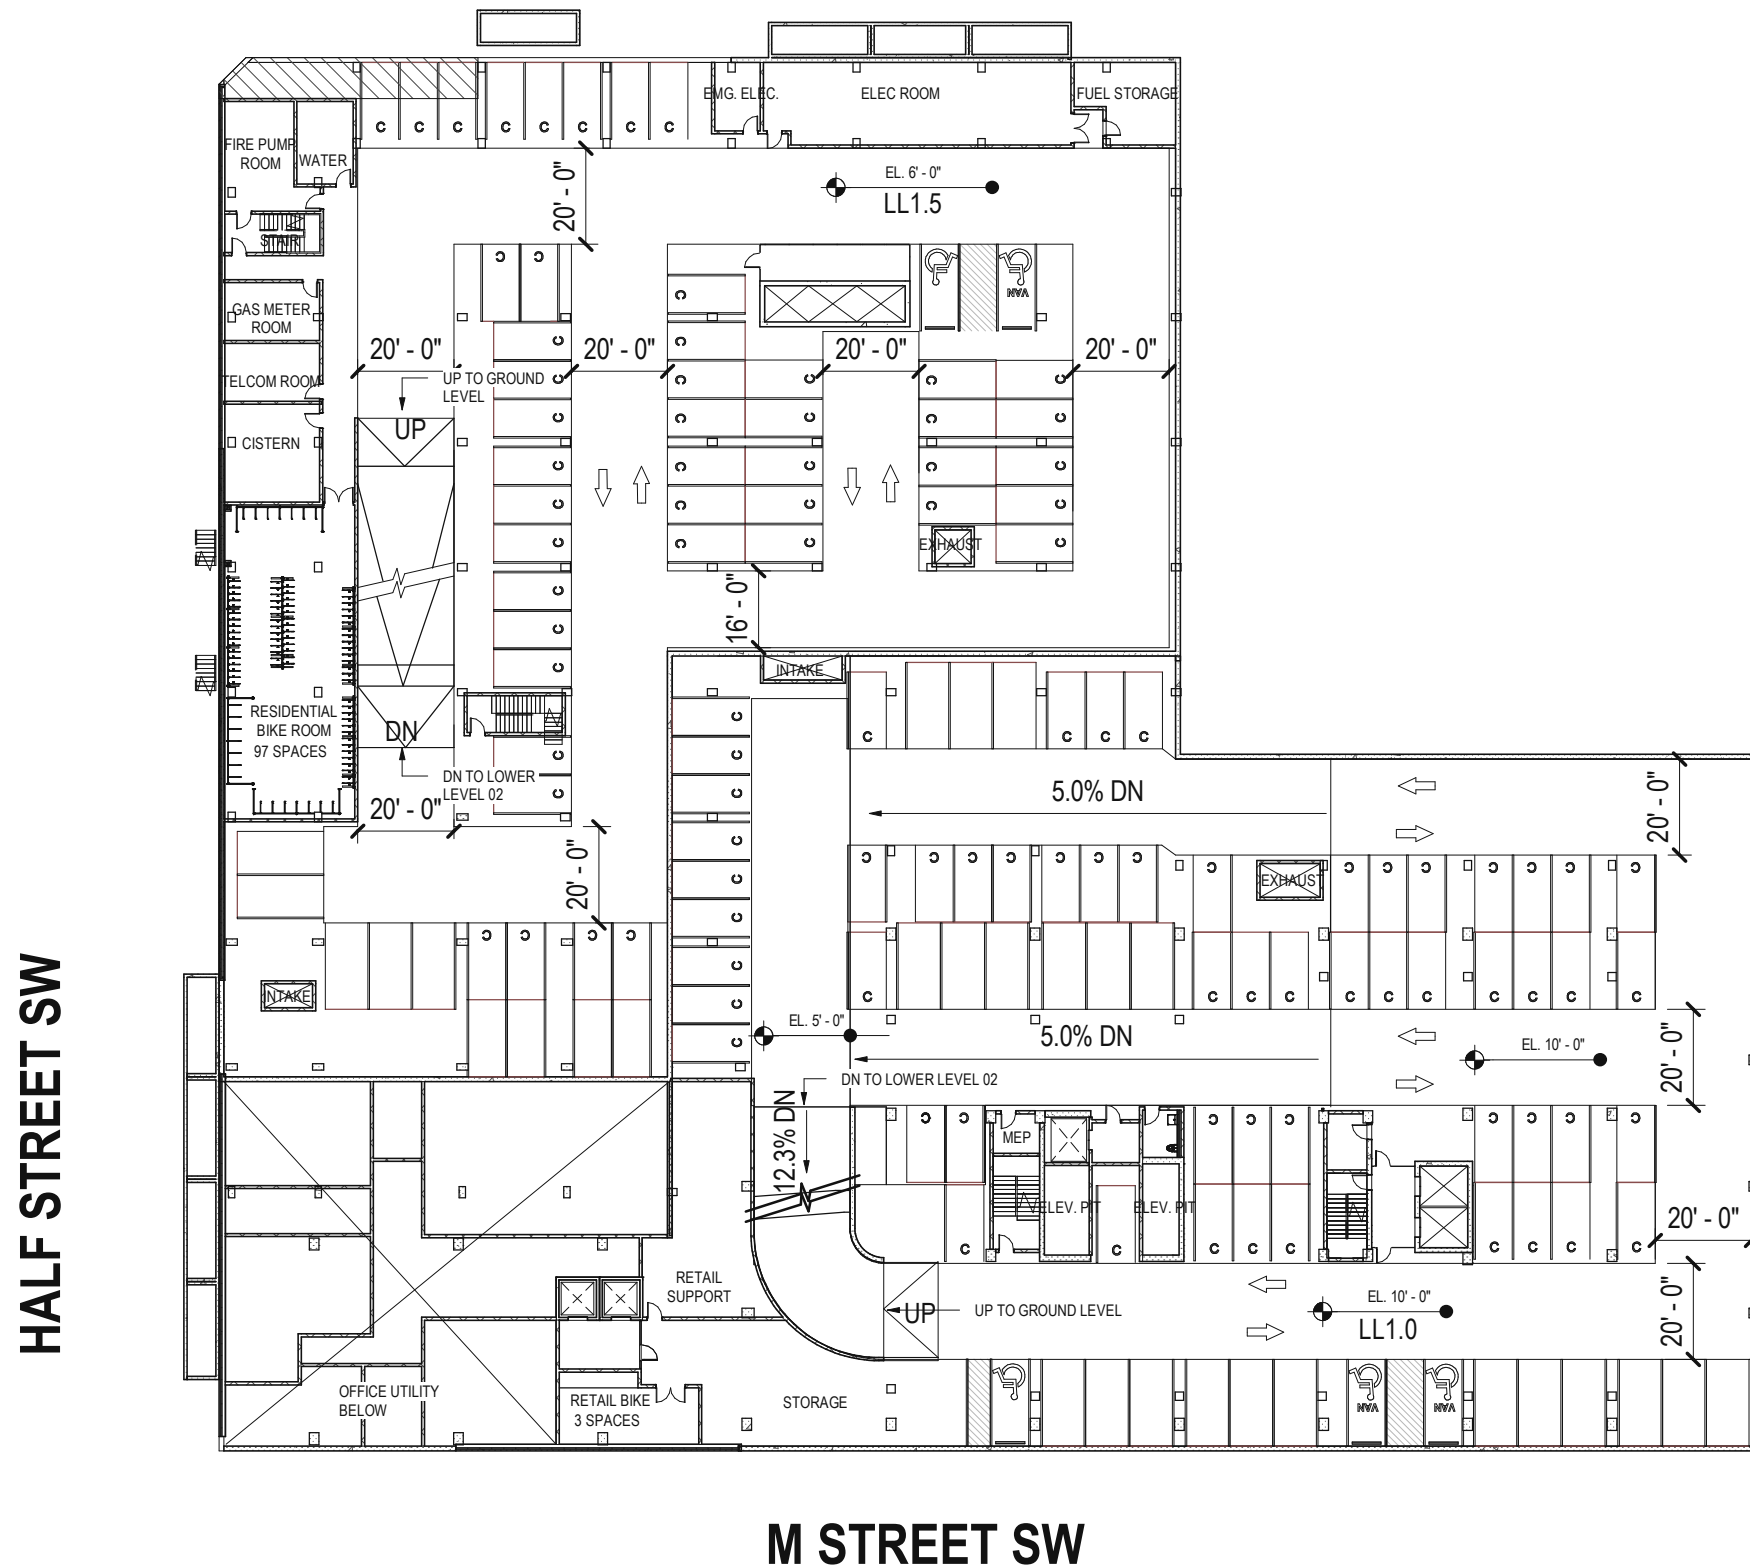 EMG. ELEC.
ELEC ROOM
FUEL STORAGE
C C C C C C C C
FIRE PUMP
ROOM
WATER
EL. 6' - 0"
LL1.5
20' - 0"
STAIR
C C
VAN
GAS METER
ROOM
20' - 0" 20' - 0" 20' - 0" 20' - 0"
TELCOM ROOM
UP TO GROUND
LEVEL
UP
CISTERN
EXHAUST
16' - 0"
INTAKE
RESIDENTIAL
BIKE ROOM
97 SPACES
DN
DN TO LOWER
LEVEL 02
20' - 0"
C C C C
5.0% DN
20' - 0"
20' - 0"
EXHAUST
INTAKE
EL. 5' - 0"
5.0% DN
EL. 10' - 0"
20' - 0"
DN TO LOWER LEVEL 02
12.3% DN
MEP
ELEV. PIT
ELEV. PIT
20' - 0"
RETAIL
SUPPORT
UP
UP TO GROUND LEVEL
EL. 10' - 0"
LL1.0
20' - 0"
OFFICE UTILITY
BELOW
RETAIL BIKE
3 SPACES
STORAGE
VAN VAN
HALF STREET SW
M STREET SW